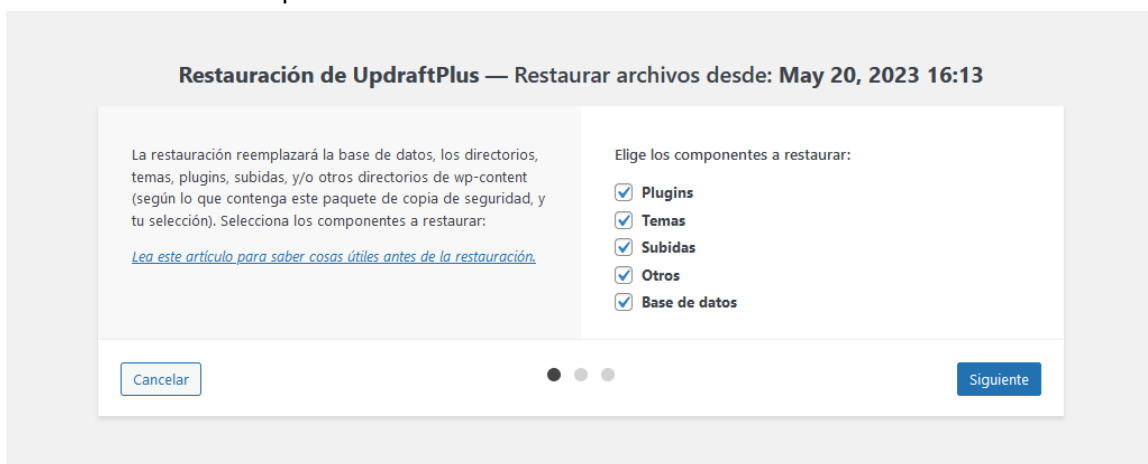 Restauración de UpdraftPlus — Restaurar archivos desde: May 20, 2023 16:13
La restauración reemplazará la base de datos, los directorios,
temas, plugins, subidas, y/o otros directorios de wp-content
(según lo que contenga este paquete de copia de seguridad, y
tu selección). Selecciona los componentes a restaurar:
Lea este artículo para saber cosas útiles antes de la restauración.
Elige los componentes a restaurar:
Plugins
Temas
Subidas
Otros
Base de datos
Cancelar
Siguiente